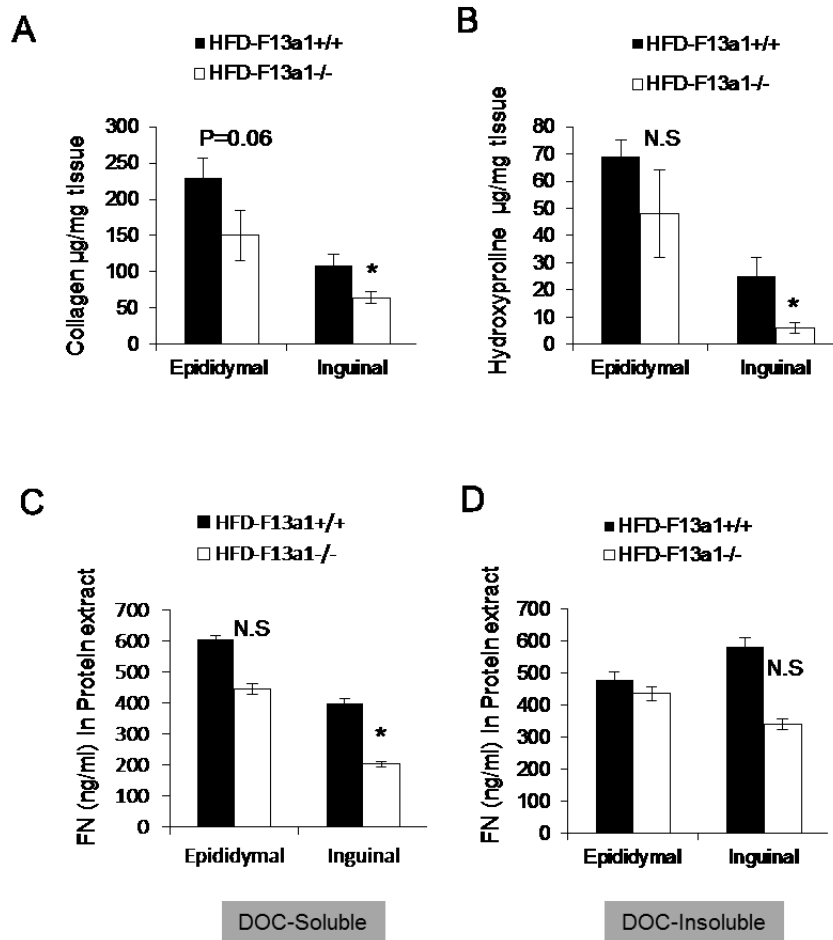 A
HFD-F13a1+/+
HFD-F13a1-/-
Collagen µg/mg tissue
300
250
200
150
100
50
0
P=0.06
*
Epididymal
Inguinal
B
HFD-F13a1+/+
HFD-F13a1-/-
Hydroxyproline µg/mg tissue
80
70
60
50
40
30
20
10
0
N.S
*
Epididymal
Inguinal
C
HFD-F13a1+/+
HFD-F13a1-/-
FN (ng/ml) In Protein extract
700
600
500
400
300
200
100
0
N.S
*
Epididymal
Inguinal
DOC-Soluble
D
HFD-F13a1+/+
HFD-F13a1-/-
FN (ng/ml) In Protein extract
700
600
500
400
300
200
100
0
N.S
Epididymal
Inguinal
DOC-Insoluble